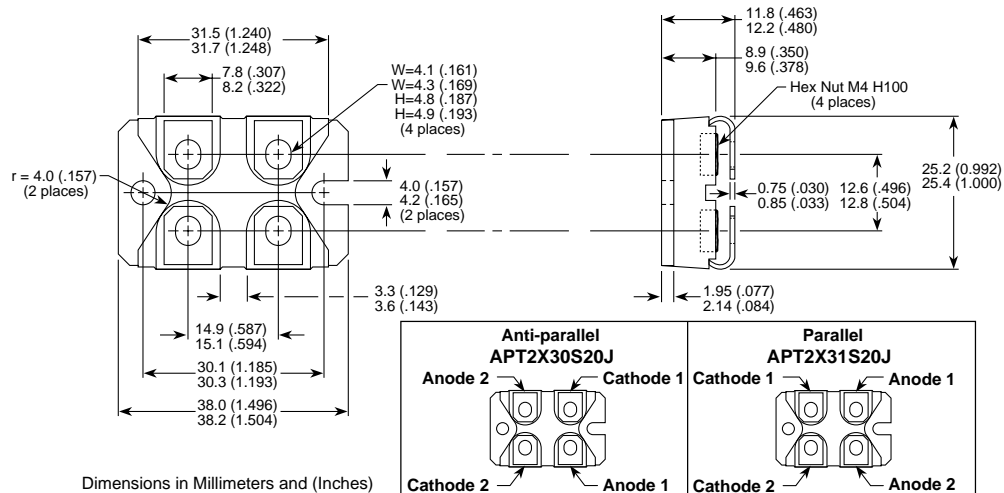 31.5 (1.240)
31.7 (1.248)
7.8 (.307)
8.2 (.322)
W=4.1 (.161)
W=4.3 (.169)
H=4.8 (.187)
H=4.9 (.193)
(4 places)
r = 4.0 (.157)
(2 places)
4.0 (.157)
4.2 (.165)
(2 places)
3.3 (.129)
3.6 (.143)
14.9 (.587)
15.1 (.594)
30.1 (1.185)
30.3 (1.193)
38.0 (1.496)
38.2 (1.504)
11.8 (.463)
12.2 (.480)
8.9 (.350)
9.6 (.378)
Hex Nut M4 H100
(4 places)
25.2 (0.992)
25.4 (1.000)
0.75 (.030)
0.85 (.033)
12.6 (.496)
12.8 (.504)
1.95 (.077)
2.14 (.084)
Anti-parallel
APT2X30S20J
Anode 2
Cathode 1
Cathode 2
Anode 1
Parallel
APT2X31S20J
Cathode 1
Anode 1
Cathode 2
Anode 2
Dimensions in Millimeters and (Inches)